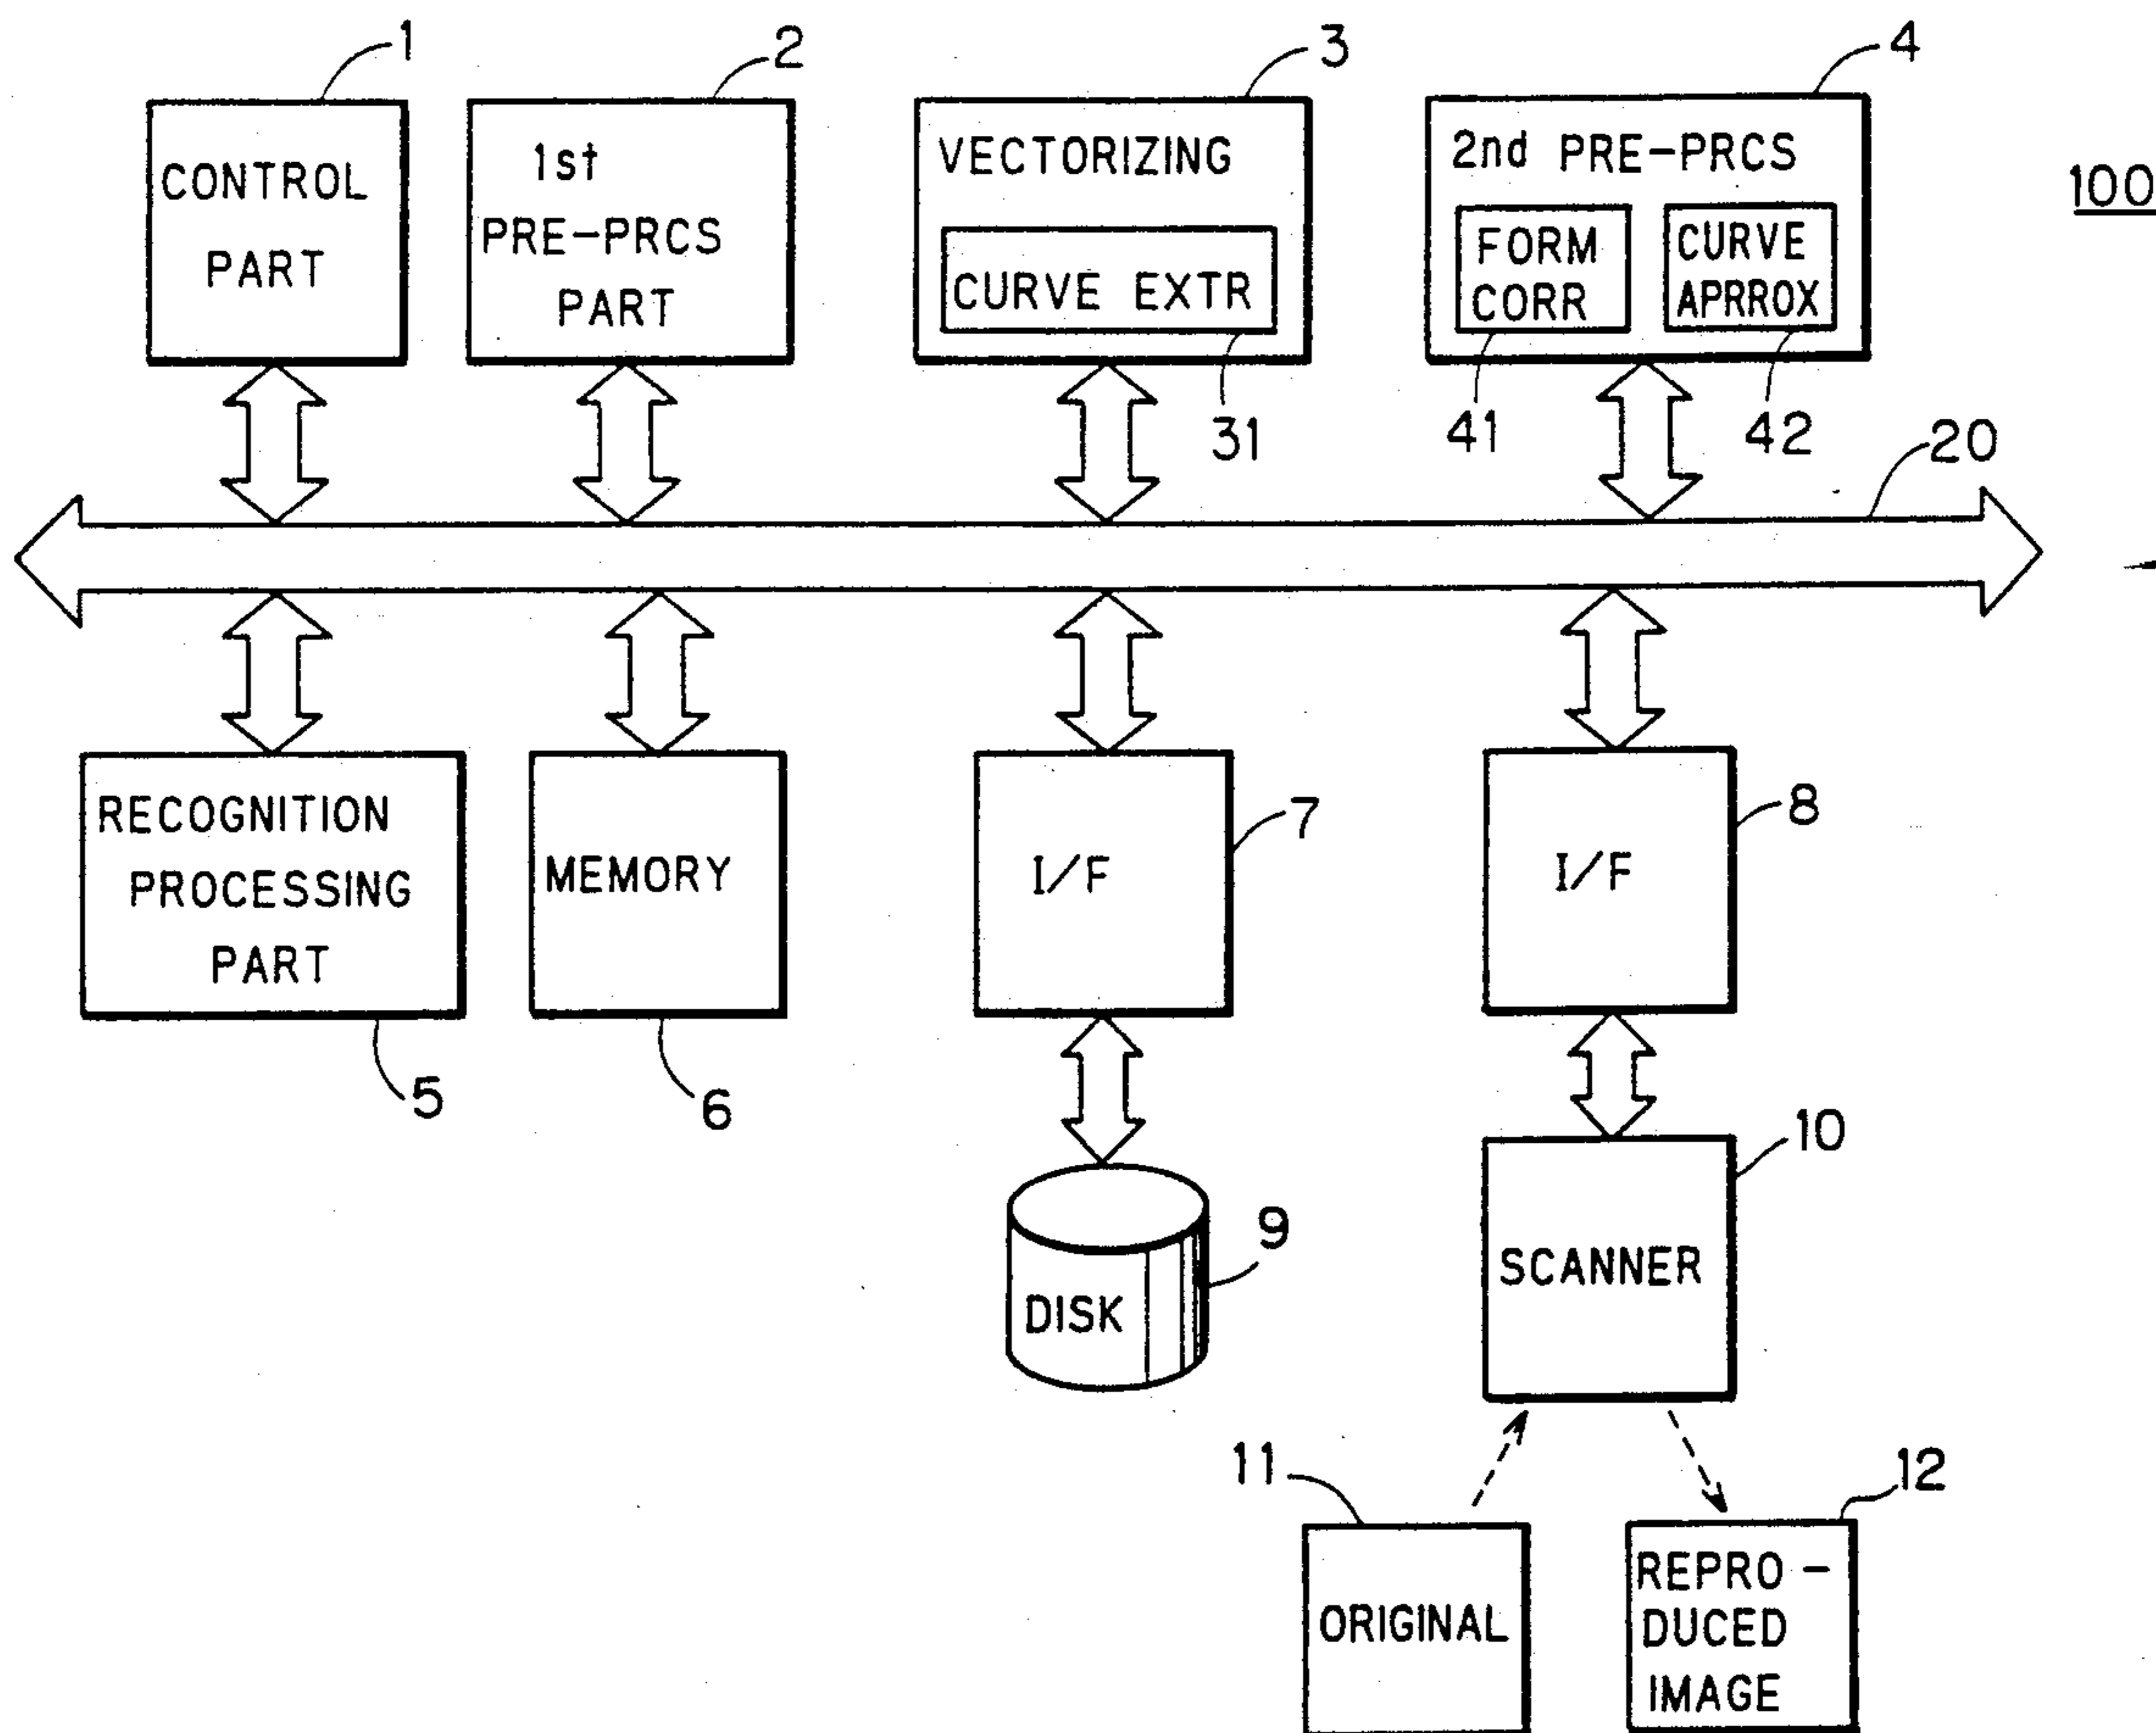 1
2
3
4
CONTROL
PART
1st
PRE-PRCS
PART
VECTORIZING
CURVE EXTR
31
2nd PRE-PRCS
FORM
CORR
CURVE
APRROX
41
42
100
20
RECOGNITION
PROCESSING
PART
5
MEMORY
6
I/F
7
I/F
8
DISK
9
SCANNER
10
11
ORIGINAL
12
REPRO-
DUCED
IMAGE